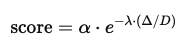 score = α · e^{−λ·(Δ/D)}